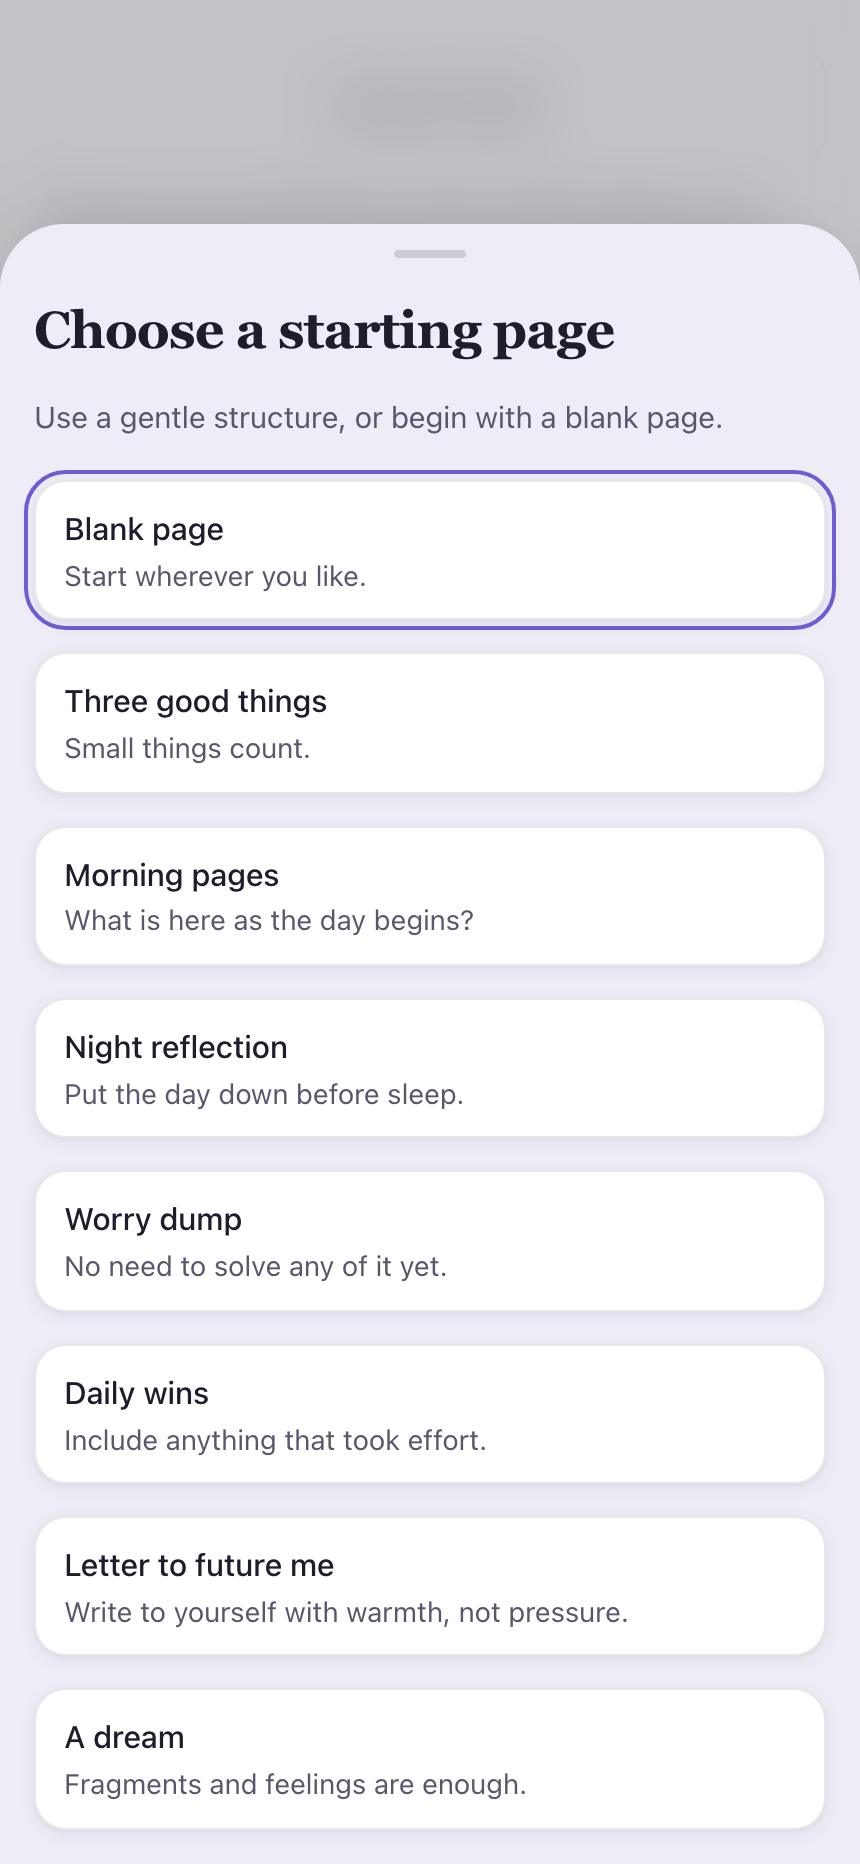 Choose a starting page
Use a gentle structure, or begin with a blank page.
Blank page
Start wherever you like.
Three good things
Small things count.
Morning pages
What is here as the day begins?
Night reflection
Put the day down before sleep.
Worry dump
No need to solve any of it yet.
Daily wins
Include anything that took effort.
Letter to future me
Write to yourself with warmth, not pressure.
A dream
Fragments and feelings are enough.